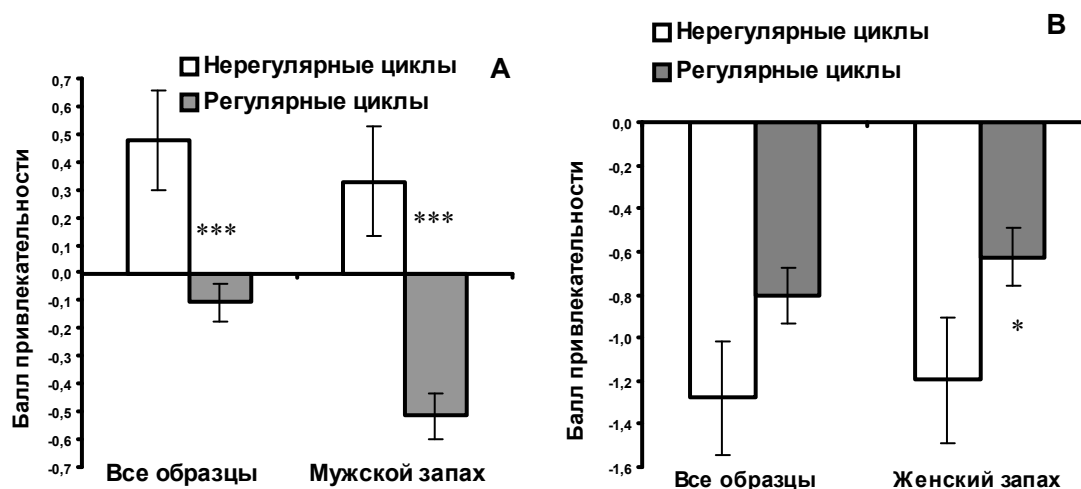 Нерегулярные циклы
Регулярные циклы
A
Балл привлекательности
0,7
0,6
0,5
0,4
0,3
0,2
0,1
0,0
-0,1
-0,2
-0,3
-0,4
-0,5
-0,6
-0,7
***
***
Все образцы
Мужской запах
Нерегулярные циклы
Регулярные циклы
B
Балл привлекательности
0,0
-0,2
-0,4
-0,6
-0,8
-1,0
-1,2
-1,4
-1,6
*
Все образцы
Женский запах